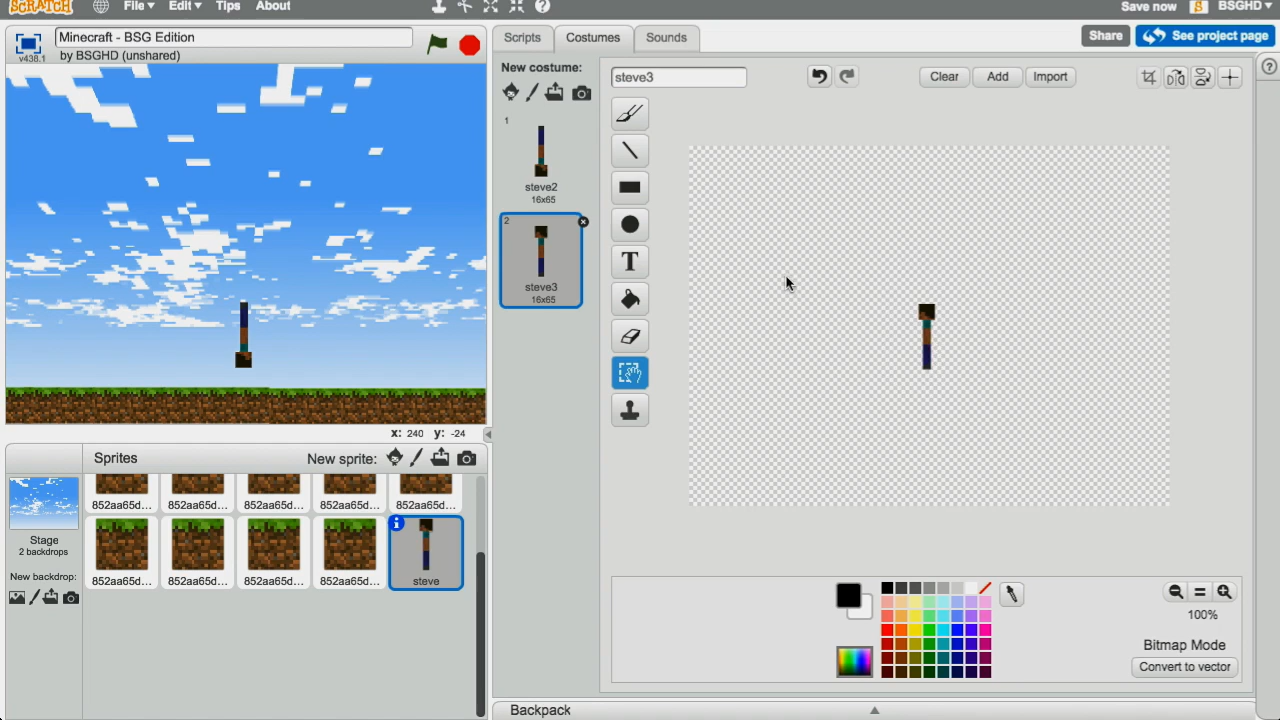 SCRATCH File Edit Tips About Save now BSGHD
v438.1
Minecraft - BSG Edition
by BSGHD (unshared)
Scripts Costumes Sounds
Share See project page
New costume:
steve3
Clear Add Import
1
steve2
16x65
2
steve3
16x65
T
x: 240 y: -24
Sprites New sprite:
852aa65d... 852aa65d... 852aa65d... 852aa65d... 852aa65d...
Stage
2 backdrops
New backdrop:
852aa65d... 852aa65d... 852aa65d... 852aa65d... steve
100%
Bitmap Mode
Convert to vector
Backpack